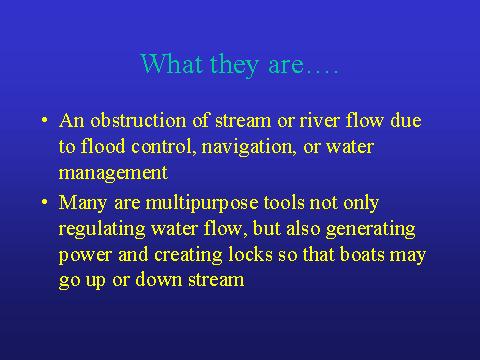 What they are….
• An obstruction of stream or river flow due
to flood control, navigation, or water
management
• Many are multipurpose tools not only
regulating water flow, but also generating
power and creating locks so that boats may
go up or down stream